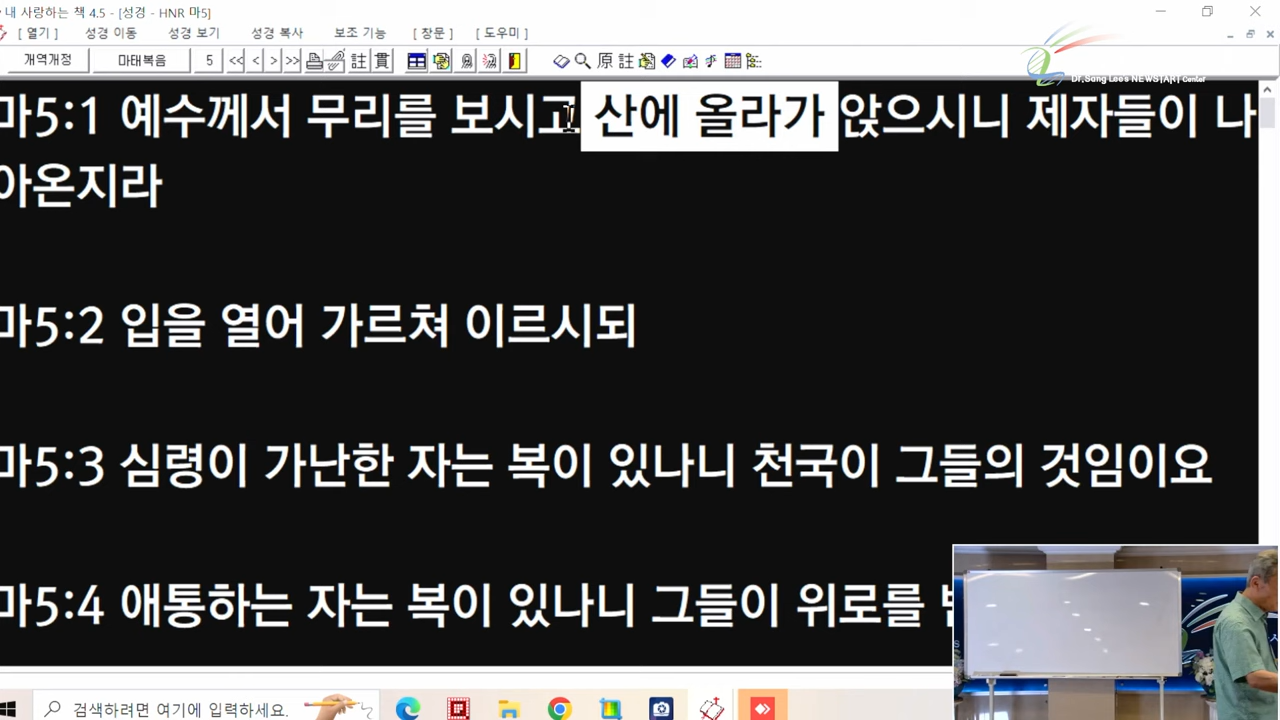 내 사랑하는 책 4.5 - [성경 - HNR 마5]
[ 열기 ] 성경 이동 성경 보기 성경 복사 보조 기능 [ 창문 ] [ 도우미 ]
개역개정 마태복음 5 << < > >> 註 貫 原 註
Dr.Sang Lee's NEWSTART Center
마5:1 예수께서 무리를 보시고 산에 올라가 앉으시니 제자들이 나
아온지라
마5:2 입을 열어 가르쳐 이르시되
마5:3 심령이 가난한 자는 복이 있나니 천국이 그들의 것임이요
마5:4 애통하는 자는 복이 있나니 그들이 위로를
검색하려면 여기에 입력하세요.